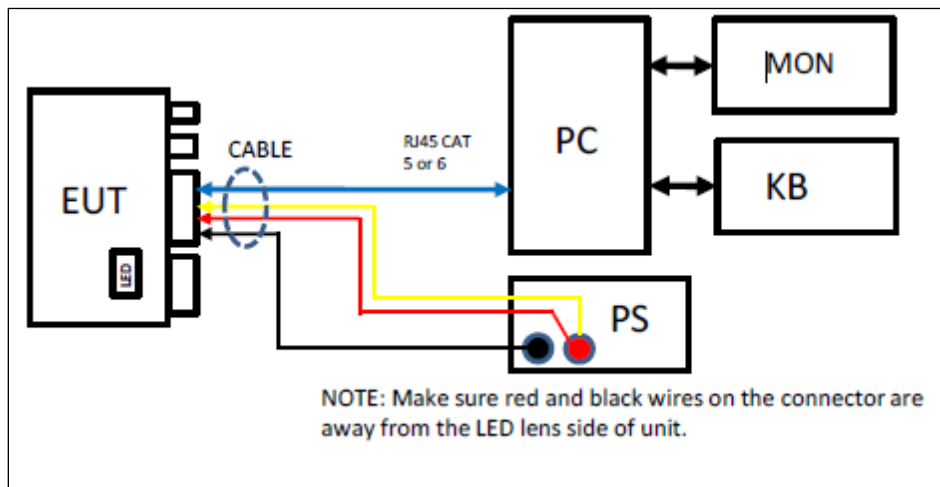 MON
PC
RJ45 CAT
5 or 6
CABLE
KB
EUT
LED
PS
NOTE: Make sure red and black wires on the connector are
away from the LED lens side of unit.